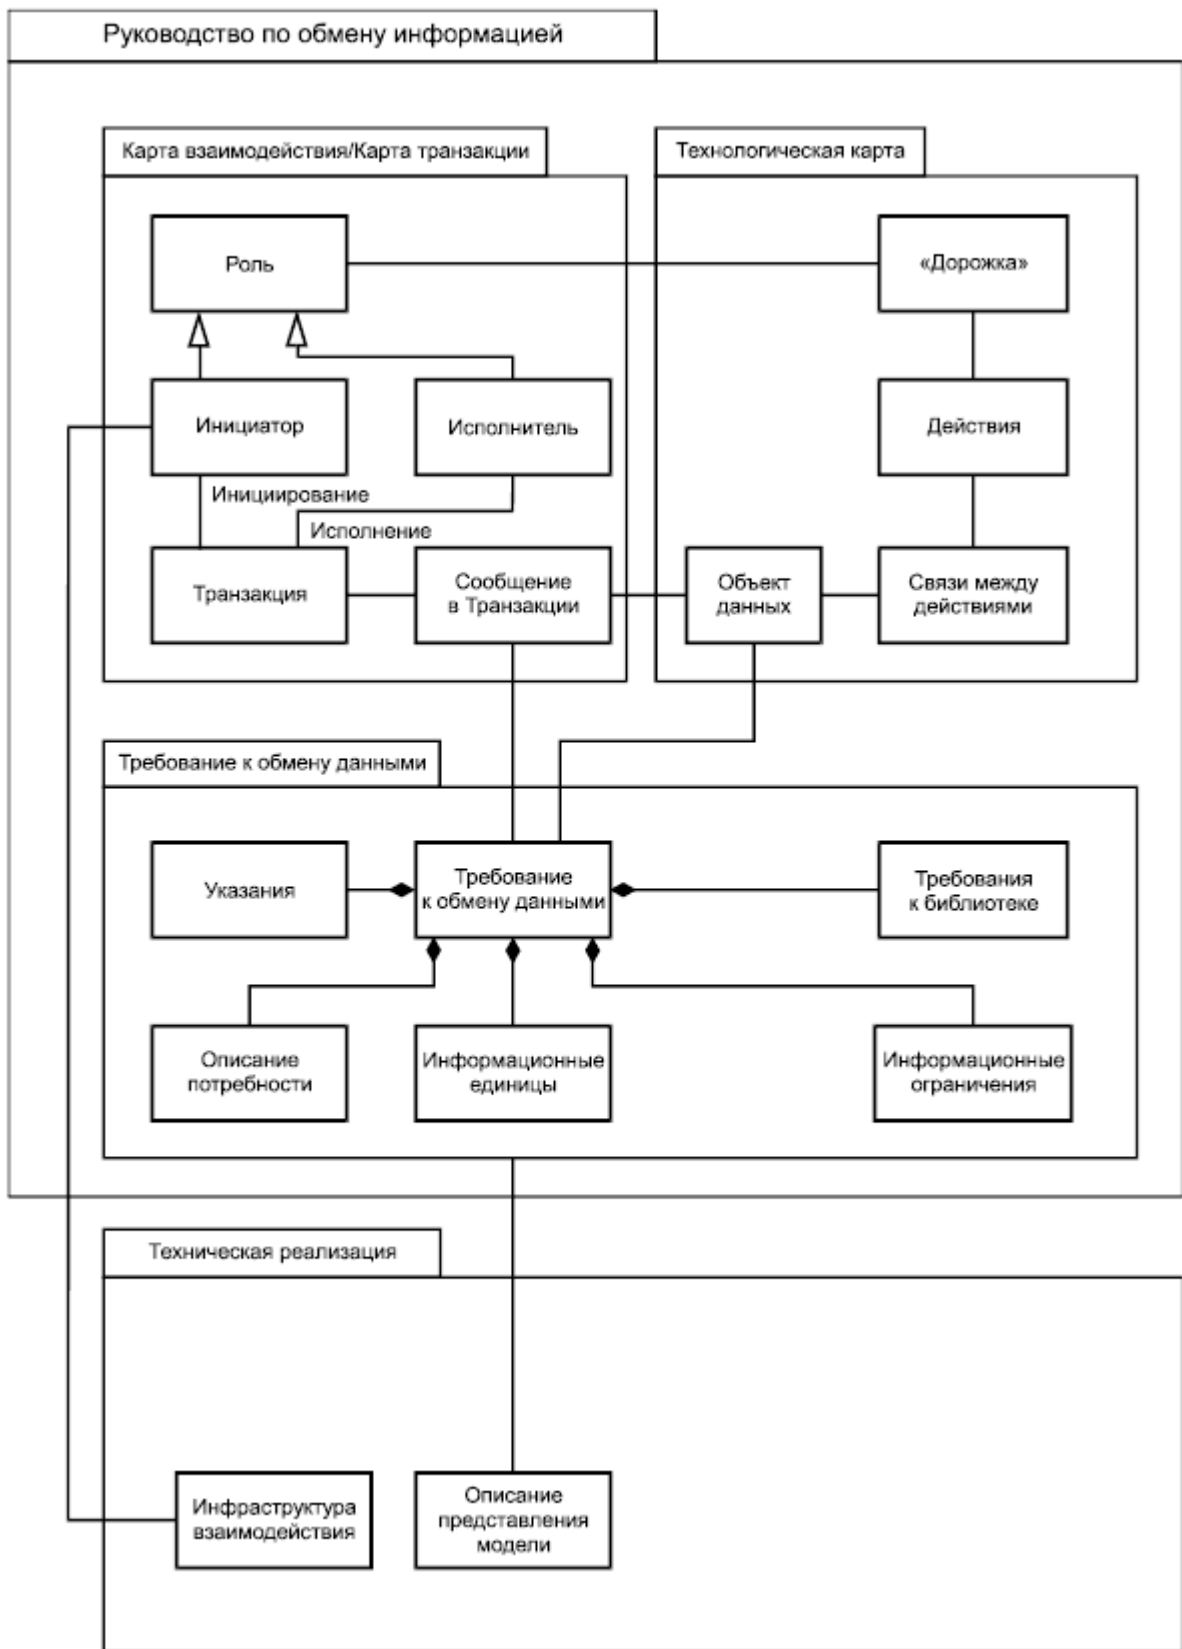 Руководство по обмену информацией
Карта взаимодействия/Карта транзакции
Технологическая карта
Роль
«Дорожка»
Инициатор
Исполнитель
Действия
Инициирование
Исполнение
Транзакция
Сообщение
в Транзакции
Объект
данных
Связи между
действиями
Требование к обмену данными
Указания
Требование
к обмену данными
Требования
к библиотеке
Описание
потребности
Информационные
единицы
Информационные
ограничения
Техническая реализация
Инфраструктура
взаимодействия
Описание
представления
модели